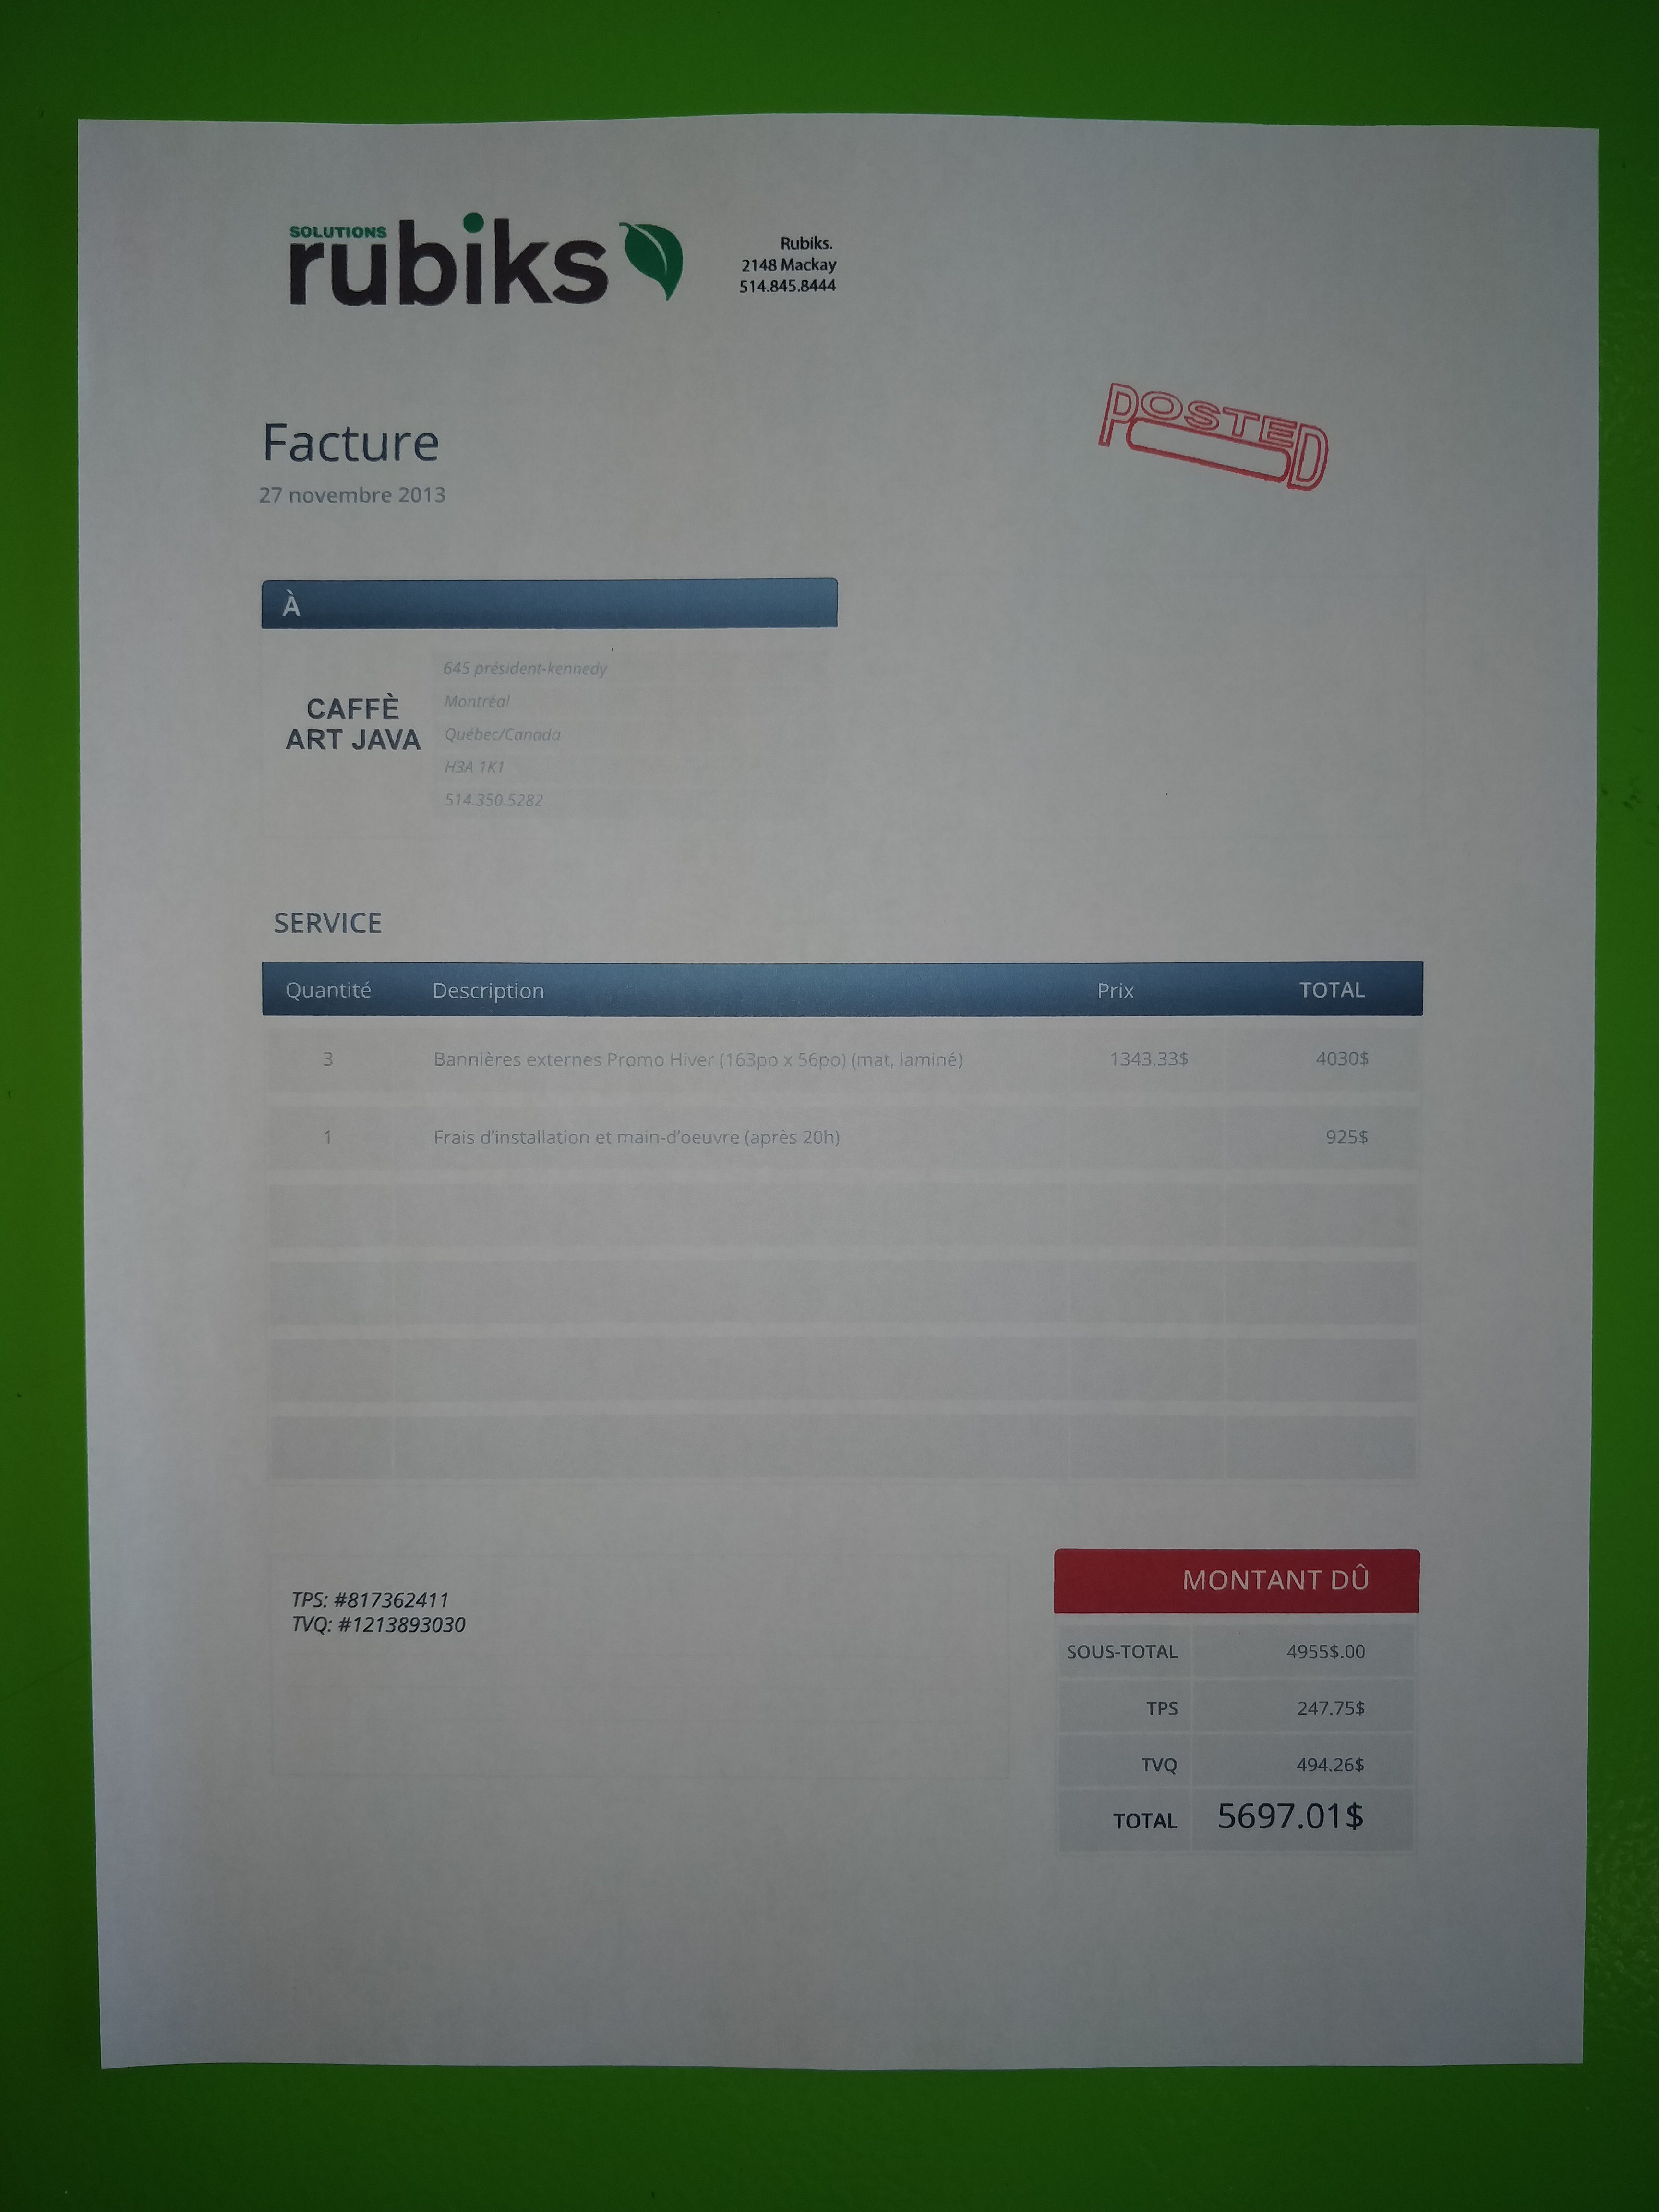 SOLUTIONS
rubiks
Rubiks.
2148 Mackay
514.845.8444
POSTED
Facture
27 novembre 2013
À
CAFFÈ
ART JAVA
645 président-kennedy
Montréal
Québec/Canada
H3A 1K1
514.350.5282
SERVICE
Quantité Description Prix TOTAL
3 Bannières externes Promo Hiver (163po x 56po) (mat, laminé) 1343.33$ 4030$
1 Frais d'installation et main-d'oeuvre (après 20h) 925$
TPS: #817362411
TVQ: #1213893030
MONTANT DÛ
SOUS-TOTAL 4955$.00
TPS 247.75$
TVQ 494.26$
TOTAL 5697.01$